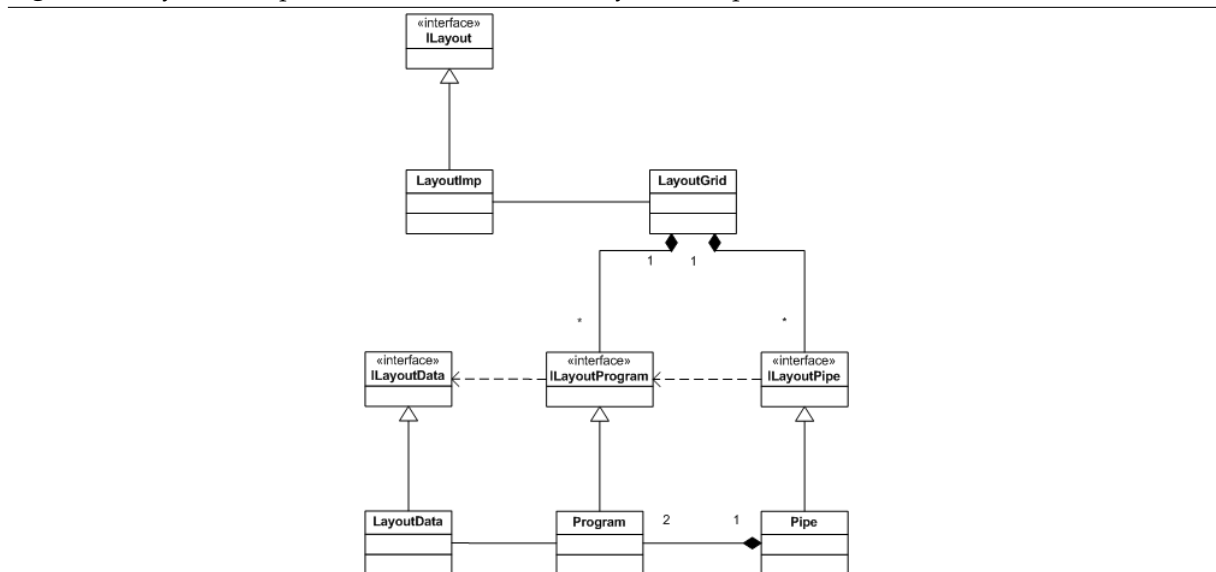 «interface»
ILayout
LayoutImp
LayoutGrid
1
1
*
*
«interface»
ILayoutData
«interface»
ILayoutProgram
«interface»
ILayoutPipe
LayoutData
Program
2
1
Pipe